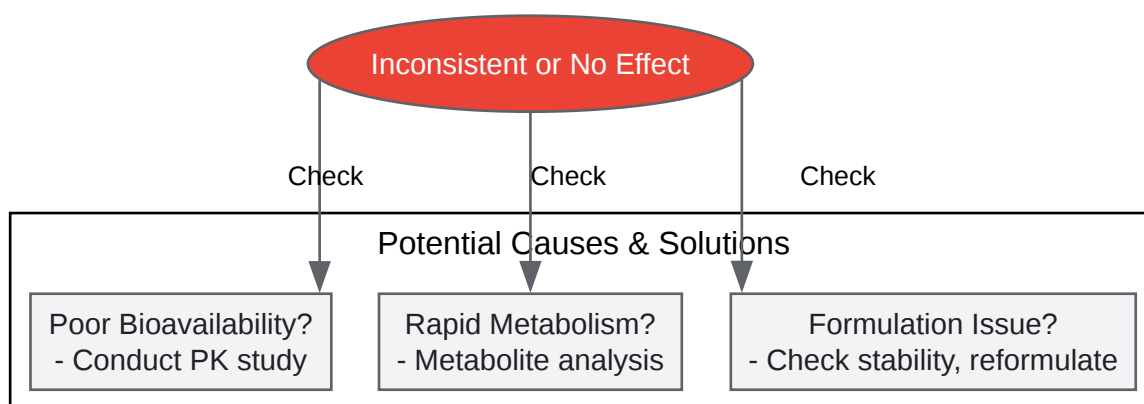 Inconsistent or No Effect
Check
Check
Check
Potential Causes & Solutions
Poor Bioavailability?
- Conduct PK study
Rapid Metabolism?
- Metabolite analysis
Formulation Issue?
- Check stability, reformulate